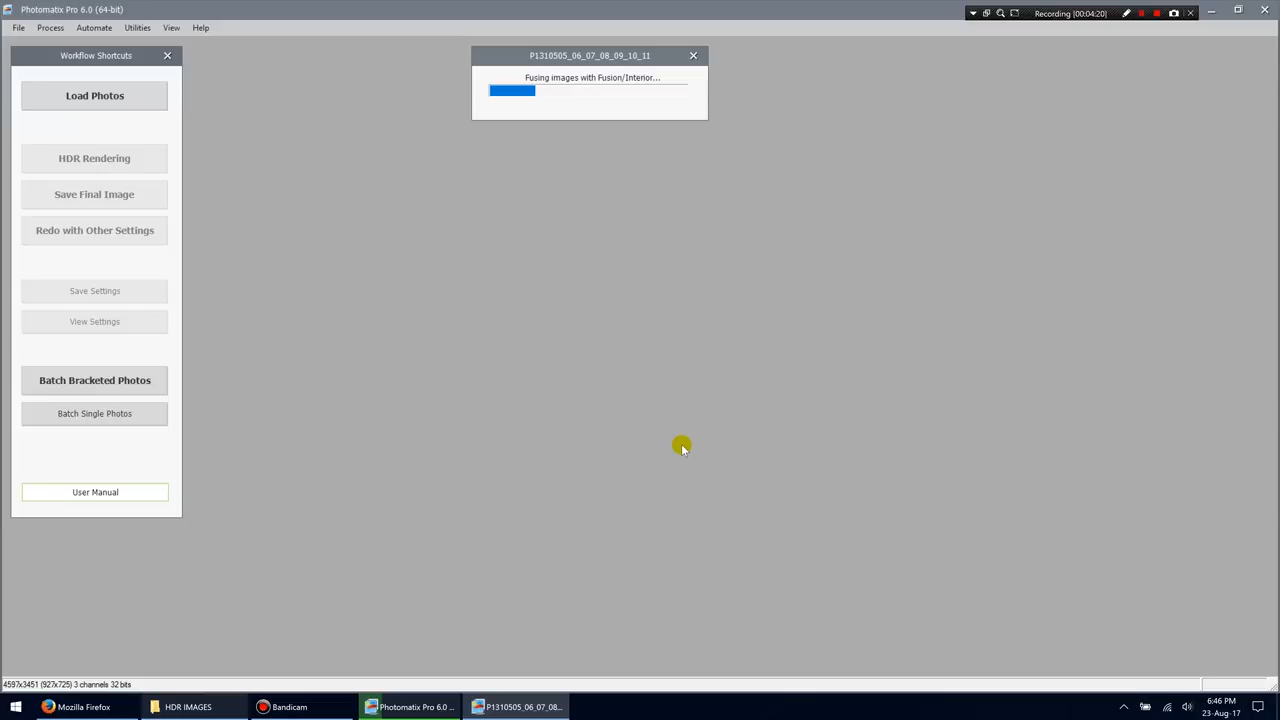 Photomatix Pro 6.0 (64-bit)
Recording [00:04:20]
File Process Automate Utilities View Help
Workflow Shortcuts
Load Photos
HDR Rendering
Save Final Image
Redo with Other Settings
Save Settings
View Settings
Batch Bracketed Photos
Batch Single Photos
User Manual
P1310505_06_07_08_09_10_11
Fusing images with Fusion/Interior...
4597x3451 (927x725) 3 channels 32 bits
Mozilla Firefox
HDR IMAGES
Bandicam
Photomatix Pro 6.0 ...
P1310505_06_07_08...
6:46 PM
23-Aug-17